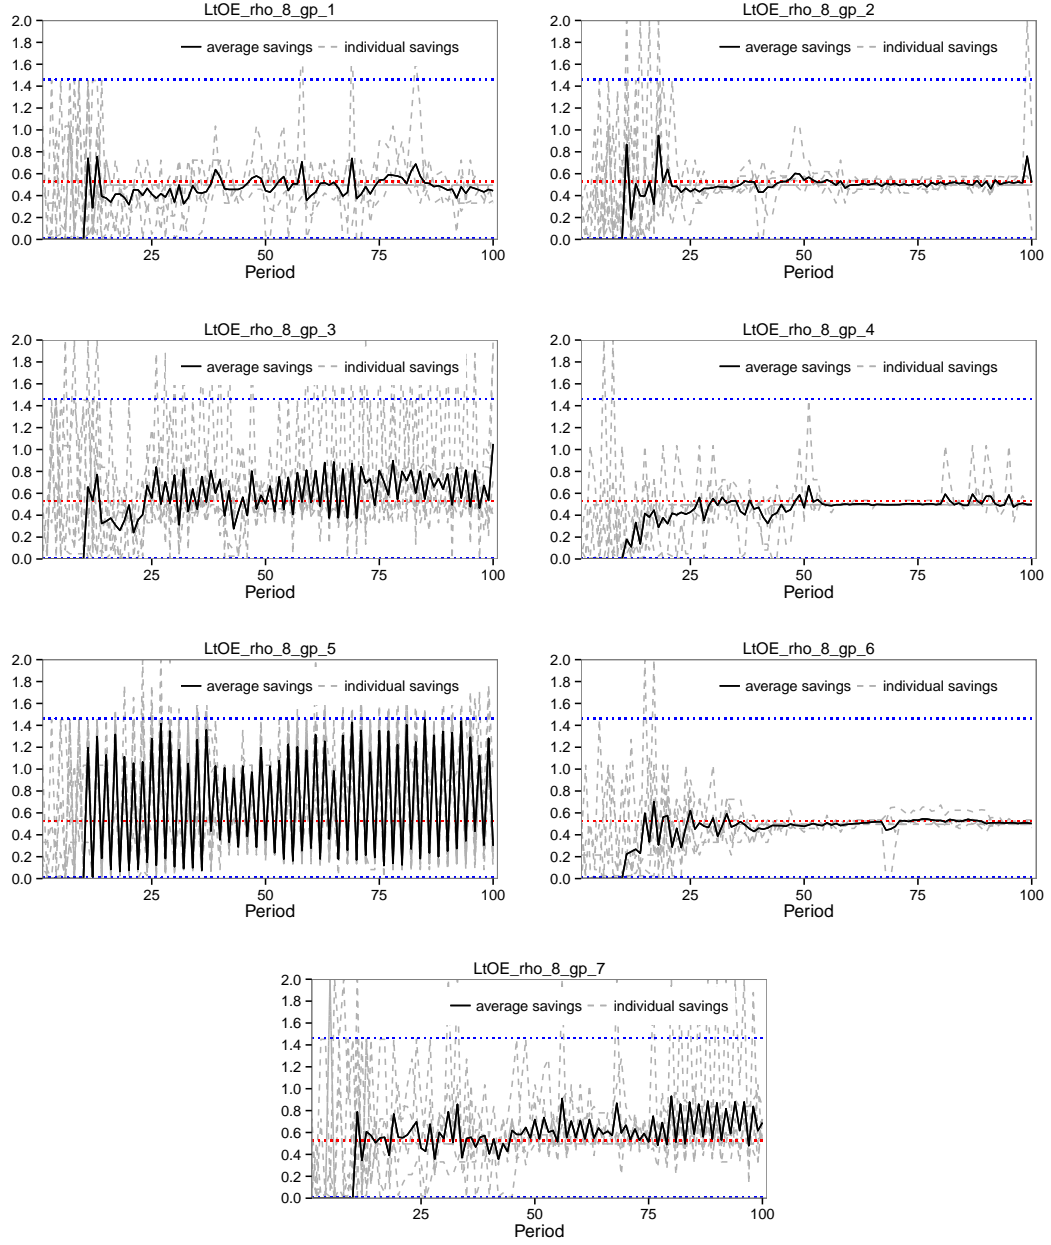 LtOE_rho_8_gp_1
2.0
1.8
1.6
1.4
1.2
1.0
0.8
0.6
0.4
0.2
0.0
average savings individual savings
25 50 75 100
Period
LtOE_rho_8_gp_2
2.0
1.8
1.6
1.4
1.2
1.0
0.8
0.6
0.4
0.2
0.0
average savings individual savings
25 50 75 100
Period
LtOE_rho_8_gp_3
2.0
1.8
1.6
1.4
1.2
1.0
0.8
0.6
0.4
0.2
0.0
average savings individual savings
25 50 75 100
Period
LtOE_rho_8_gp_4
2.0
1.8
1.6
1.4
1.2
1.0
0.8
0.6
0.4
0.2
0.0
average savings individual savings
25 50 75 100
Period
LtOE_rho_8_gp_5
2.0
1.8
1.6
1.4
1.2
1.0
0.8
0.6
0.4
0.2
0.0
average savings individual savings
25 50 75 100
Period
LtOE_rho_8_gp_6
2.0
1.8
1.6
1.4
1.2
1.0
0.8
0.6
0.4
0.2
0.0
average savings individual savings
25 50 75 100
Period
LtOE_rho_8_gp_7
2.0
1.8
1.6
1.4
1.2
1.0
0.8
0.6
0.4
0.2
0.0
average savings individual savings
25 50 75 100
Period